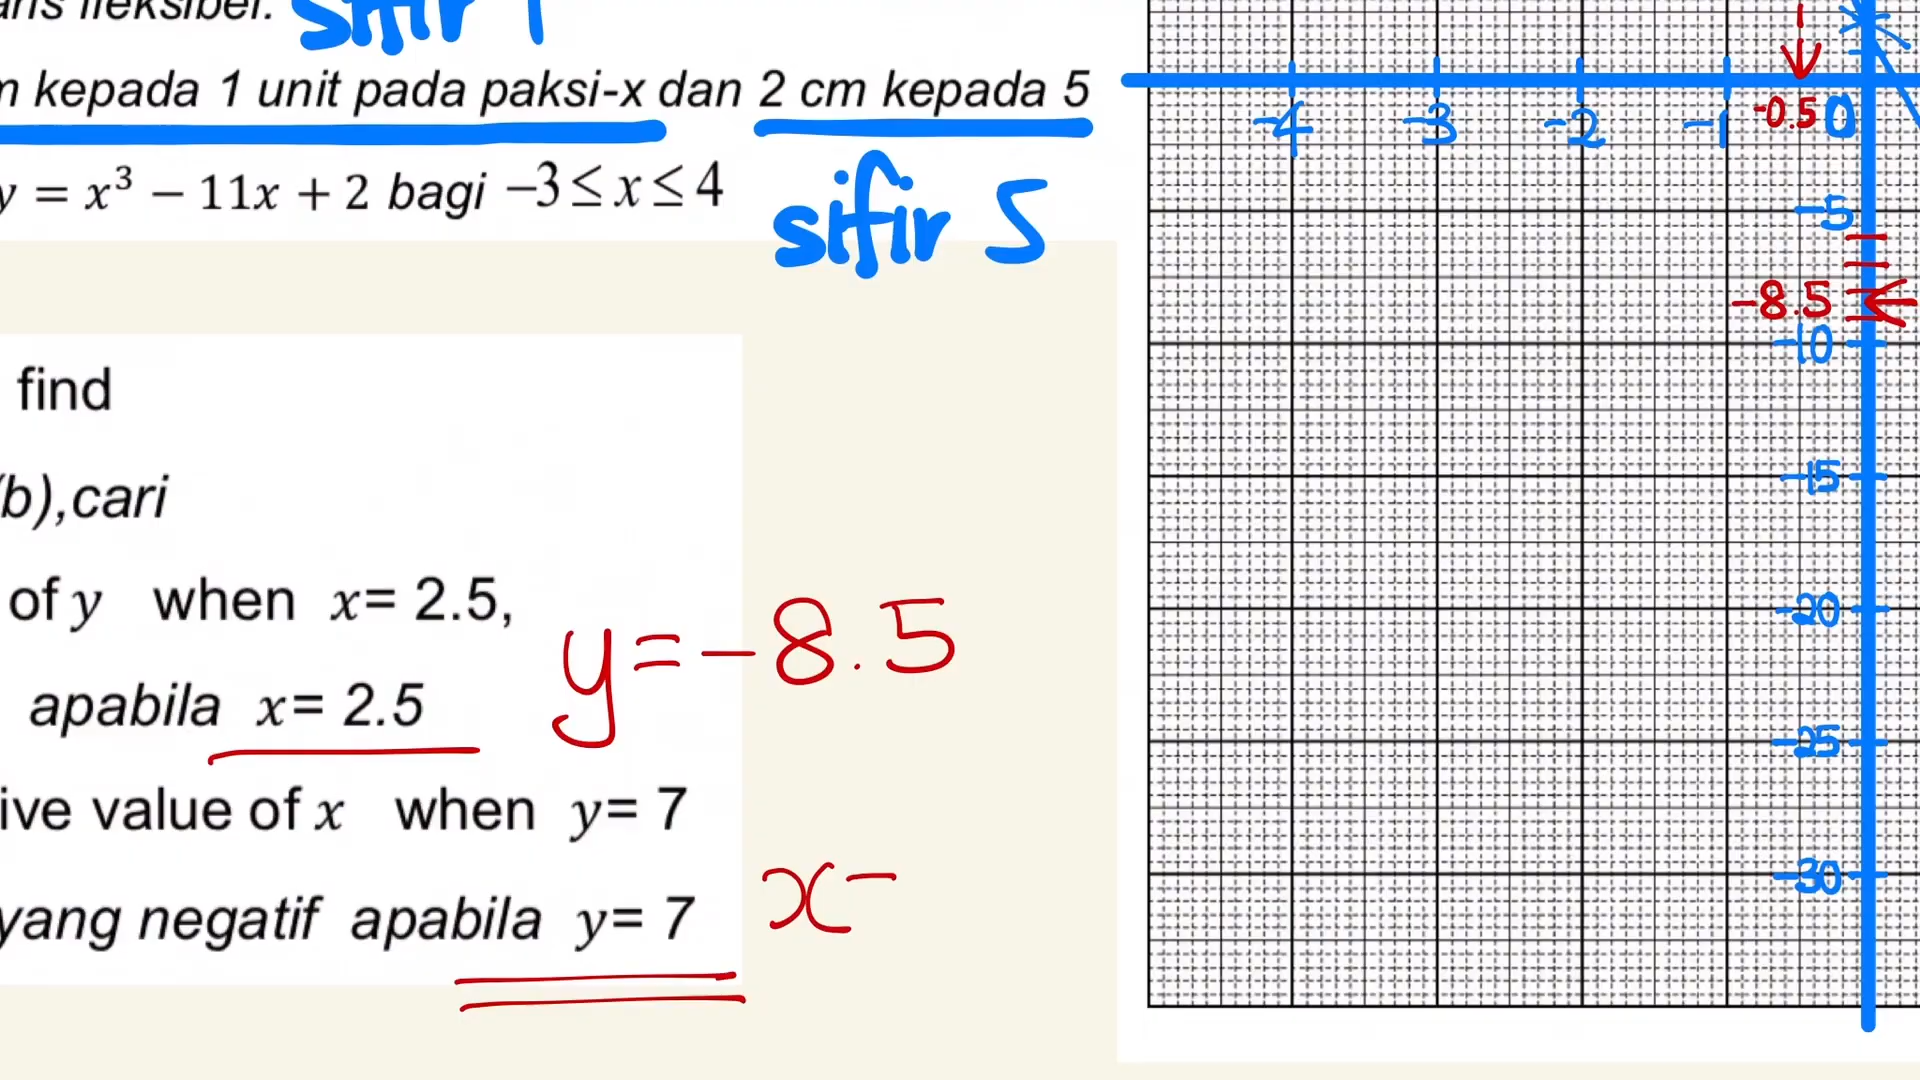 sifir 1
kepada 1 unit pada paksi-x dan 2 cm kepada 5
y = x³ − 11x + 2 bagi −3 ≤ x ≤ 4
sifir 5
find
(b),cari
of y when x= 2.5,
apabila x= 2.5
y = −8.5
ive value of x when y= 7
yang negatif apabila y= 7
x=
-4 -3 -2 -1 -0.5 0
-5
-8.5
-10
-15
-20
-25
-30